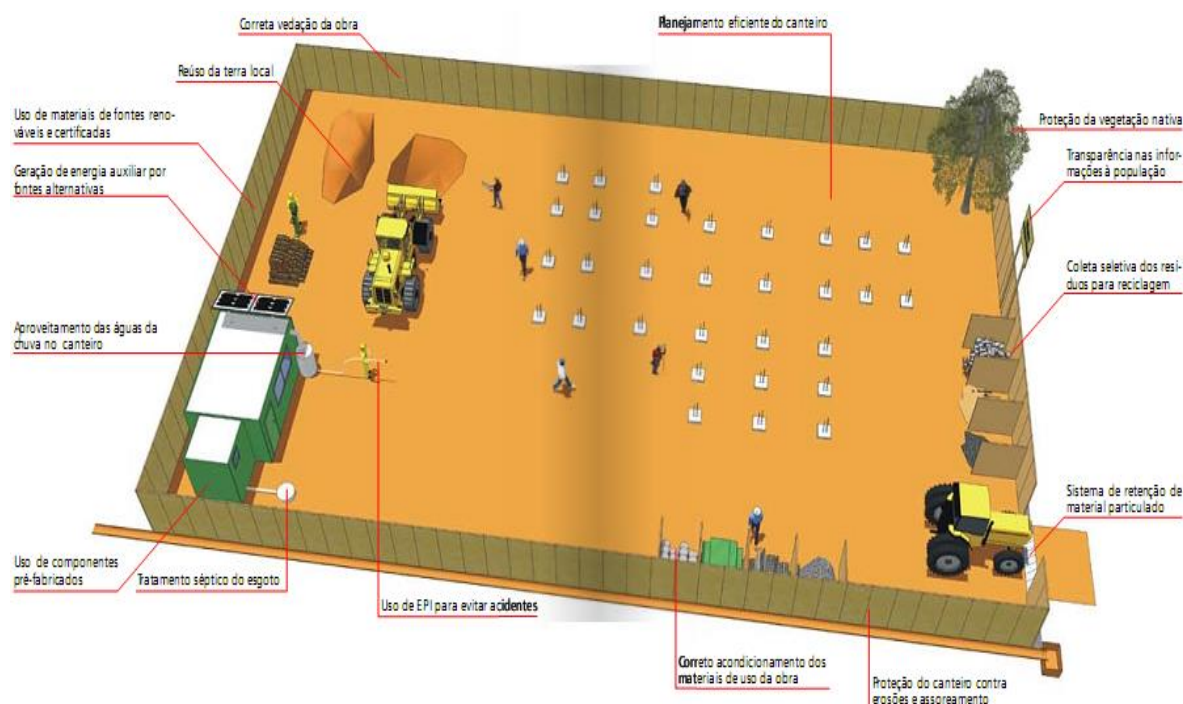 Correta vedação da obra
Planejamento eficiente do canteiro
Reúso da terra local
Uso de materiais de fontes reno-
váveis e certificadas
Geração de energia auxiliar por
fontes alternativas
Aproveitamento das águas da
chuva no canteiro
Uso de componentes
pré-fabricados
Tratamento séptico do esgoto
Uso de EPI para evitar acidentes
Correto acondicionamento dos
materiais de uso da obra
Proteção do canteiro contra
erosões e assoreamento
Proteção da vegetação nativa
Transparência nas infor-
mações à população
Coleta seletiva dos resí-
duos para reciclagem
Sistema de retenção de
material particulado